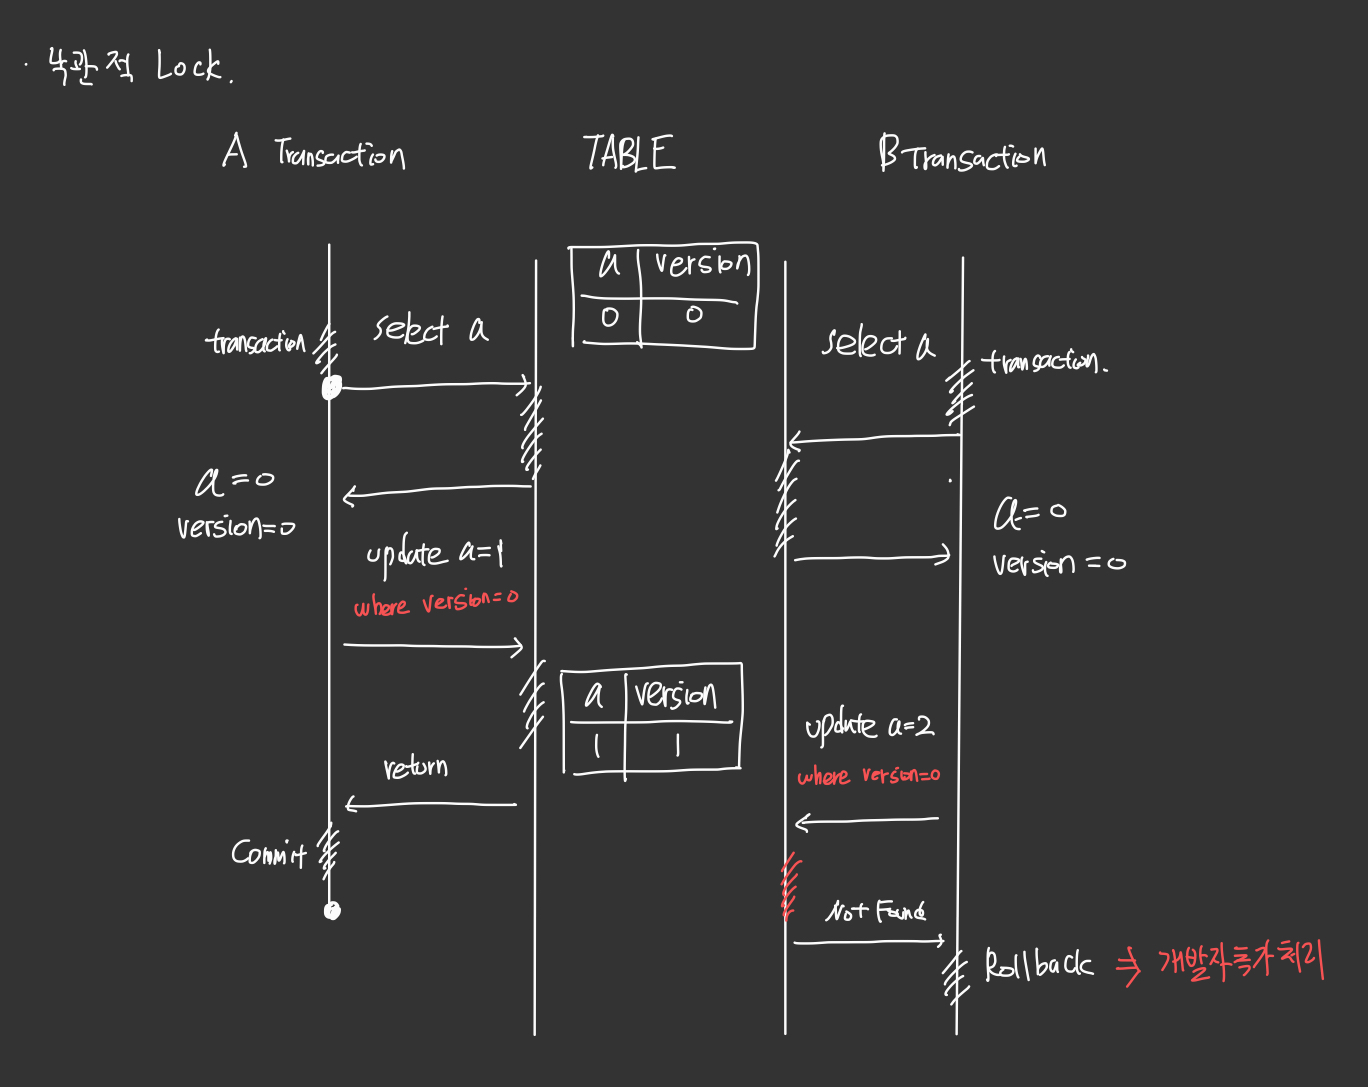 · 낙관적 Lock.
A Transaction
TABLE
B Transaction
a version
0 0
transaction
select a
select a
transaction.
a=0
version=0
a=0
version=0
update a=1
where version=0
a version
1 1
update a=2
where version=0
return
Commit
Not Found
Rollback ⇒ 개발자 추가 처리